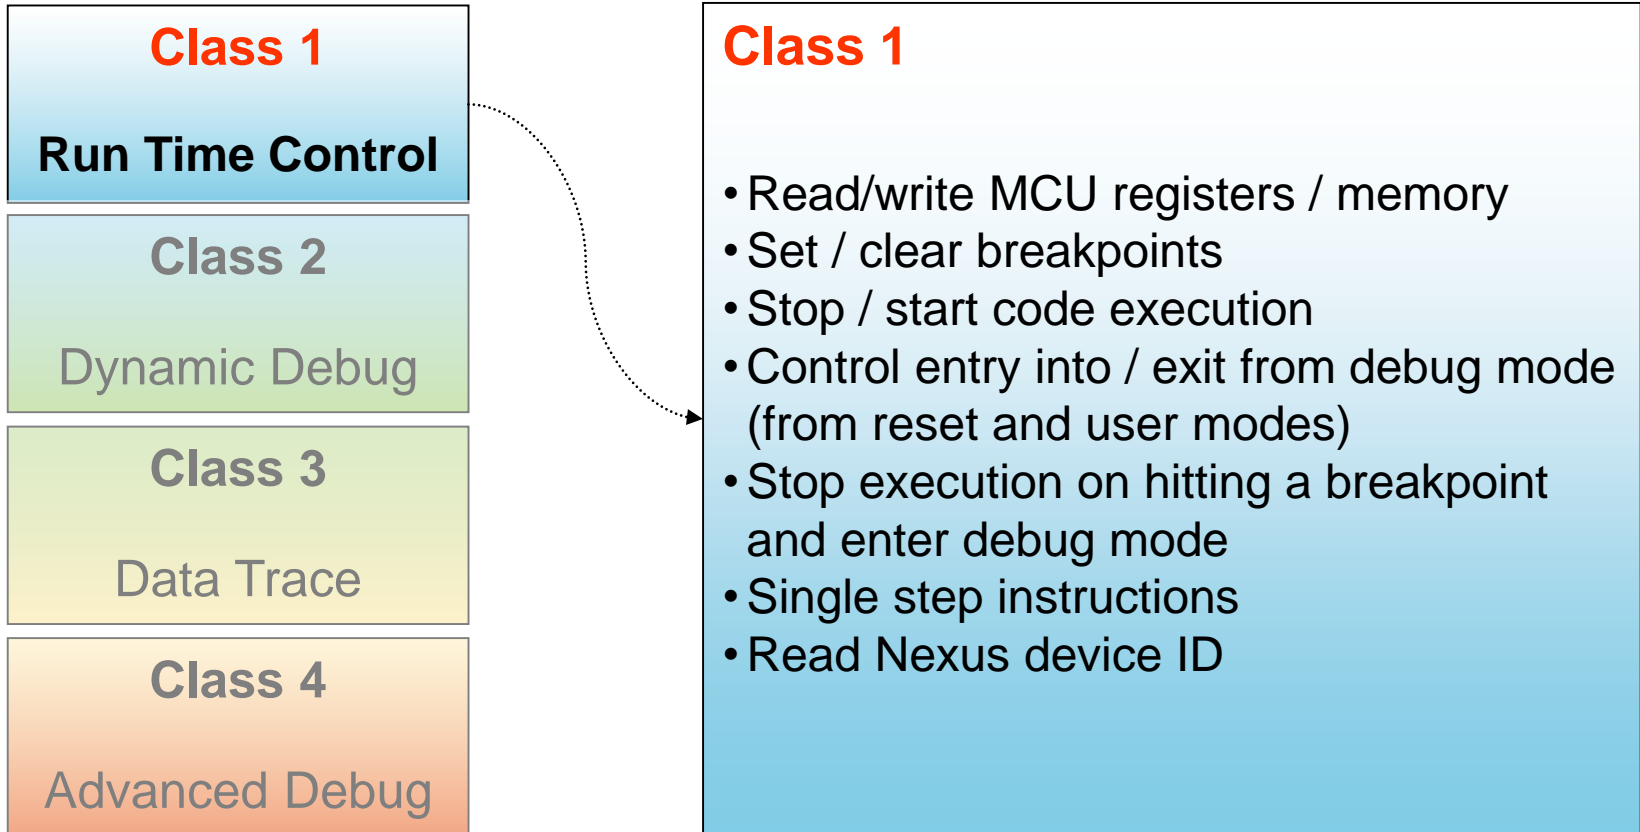 Class 1
Run Time Control
Class 2
Dynamic Debug
Class 3
Data Trace
Class 4
Advanced Debug
Class 1
• Read/write MCU registers / memory
• Set / clear breakpoints
• Stop / start code execution
• Control entry into / exit from debug mode
(from reset and user modes)
• Stop execution on hitting a breakpoint
and enter debug mode
• Single step instructions
• Read Nexus device ID